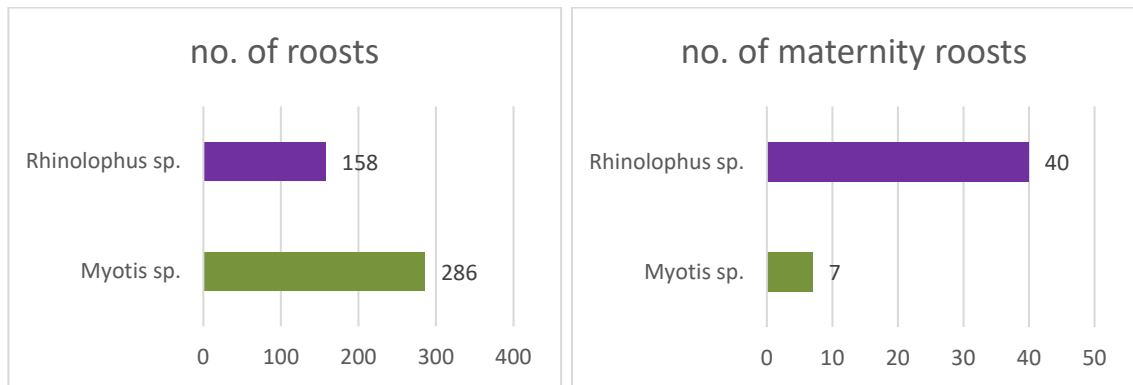 no. of roosts
Rhinolophus sp.
158
Myotis sp.
286
0 100 200 300 400
no. of maternity roosts
Rhinolophus sp.
40
Myotis sp.
7
0 10 20 30 40 50